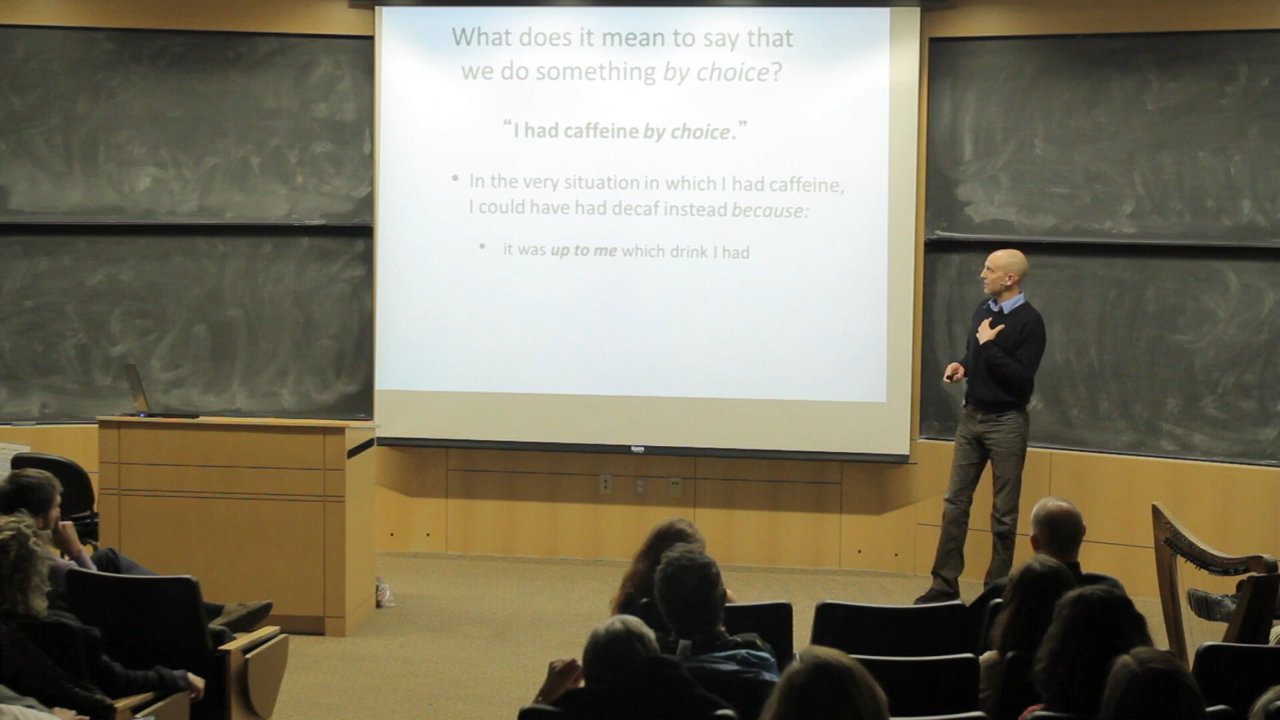 What does it mean to say that
we do something by choice?
“I had caffeine by choice.”
• In the very situation in which I had caffeine,
I could have had decaf instead because:
• it was up to me which drink I had